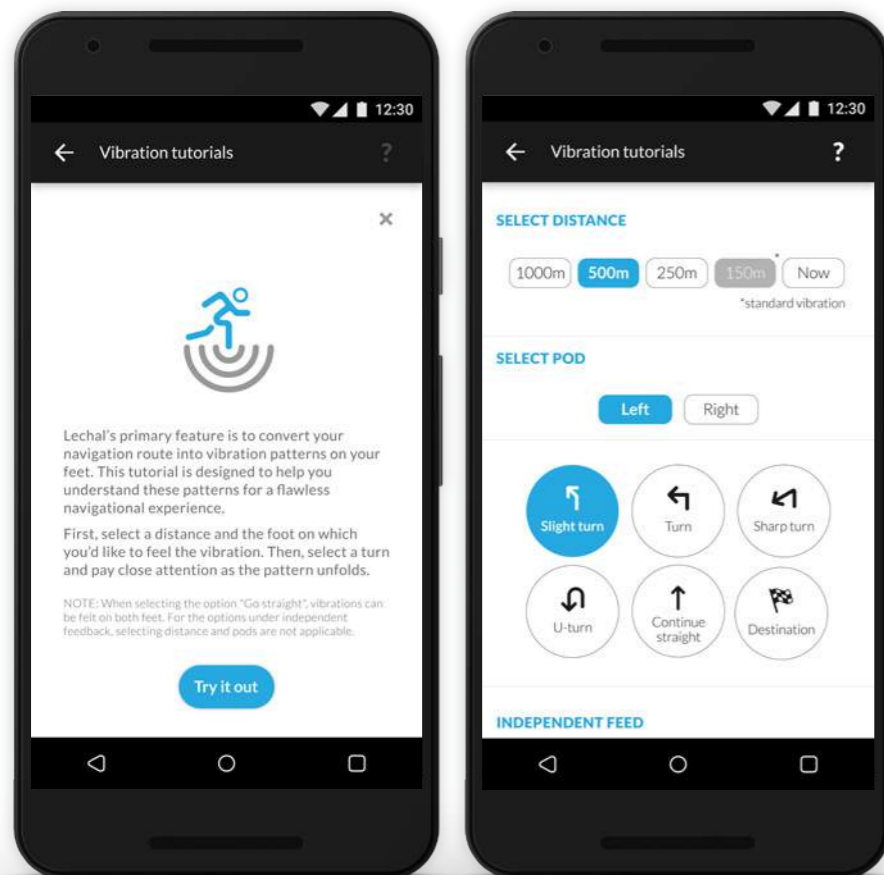 12:30
Vibration tutorials
?
×
Lechal's primary feature is to convert your
navigation route into vibration patterns on your
feet. This tutorial is designed to help you
understand these patterns for a flawless
navigational experience.
First, select a distance and the foot on which
you'd like to feel the vibration. Then, select a turn
and pay close attention as the pattern unfolds.
NOTE: When selecting the option "Go straight", vibrations can
be felt on both feet. For the options under independent
feedback, selecting distance and pods are not applicable.
Try it out
12:30
Vibration tutorials
?
SELECT DISTANCE
1000m 500m 250m 150m* Now
*standard vibration
SELECT POD
Left Right
Slight turn Turn Sharp turn
U-turn Continue
straight Destination
INDEPENDENT FEED